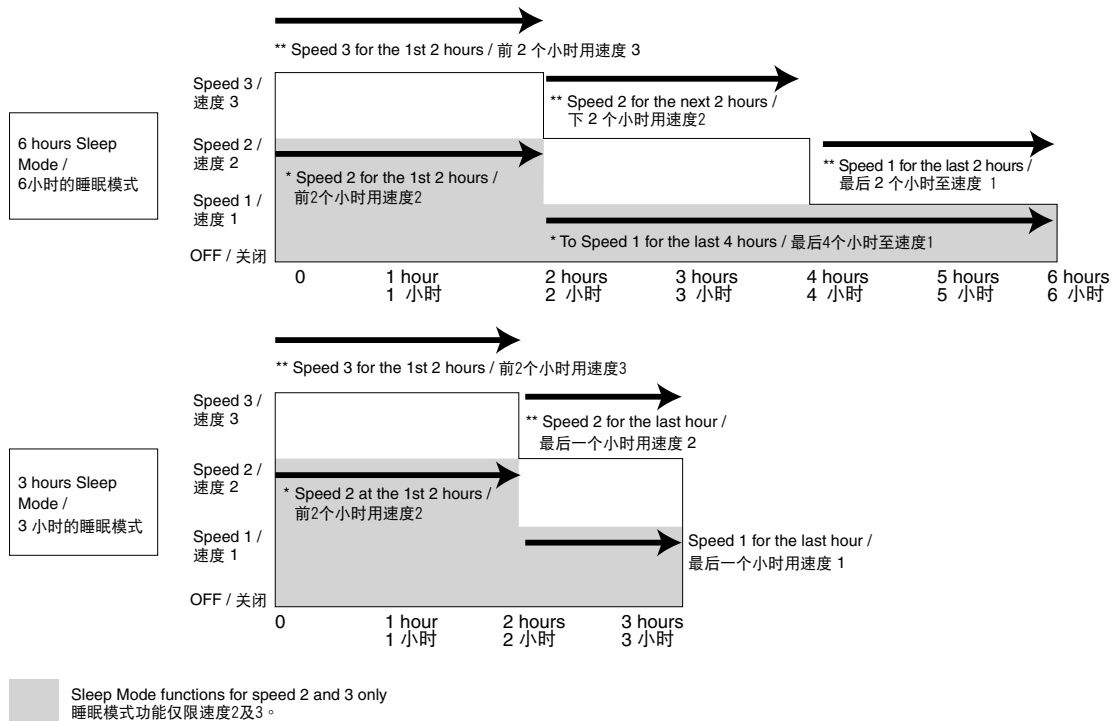 ** Speed 3 for the 1st 2 hours / 前 2 个小时用速度 3
Speed 3 /
速度 3
** Speed 2 for the next 2 hours /
下 2 个小时用速度2
6 hours Sleep
Mode /
6小时的睡眠模式
Speed 2 /
速度 2
** Speed 1 for the last 2 hours /
最后 2 个小时至速度 1
* Speed 2 for the 1st 2 hours /
前2个小时用速度2
Speed 1 /
速度 1
* To Speed 1 for the last 4 hours / 最后4个小时至速度1
OFF / 关闭
0 1 hour 2 hours 3 hours 4 hours 5 hours 6 hours
1 小时 2 小时 3 小时 4 小时 5 小时 6 小时
** Speed 3 for the 1st 2 hours / 前2个小时用速度3
Speed 3 /
速度 3
** Speed 2 for the last hour /
最后一个小时用速度 2
3 hours Sleep
Mode /
3 小时的睡眠模式
Speed 2 /
速度 2
* Speed 2 at the 1st 2 hours /
前2个小时用速度2
Speed 1 /
速度 1
Speed 1 for the last hour /
最后一个小时用速度 1
OFF / 关闭
0 1 hour 2 hours 3 hours
1 小时 2 小时 3 小时
Sleep Mode functions for speed 2 and 3 only
睡眠模式功能仅限速度2及3。